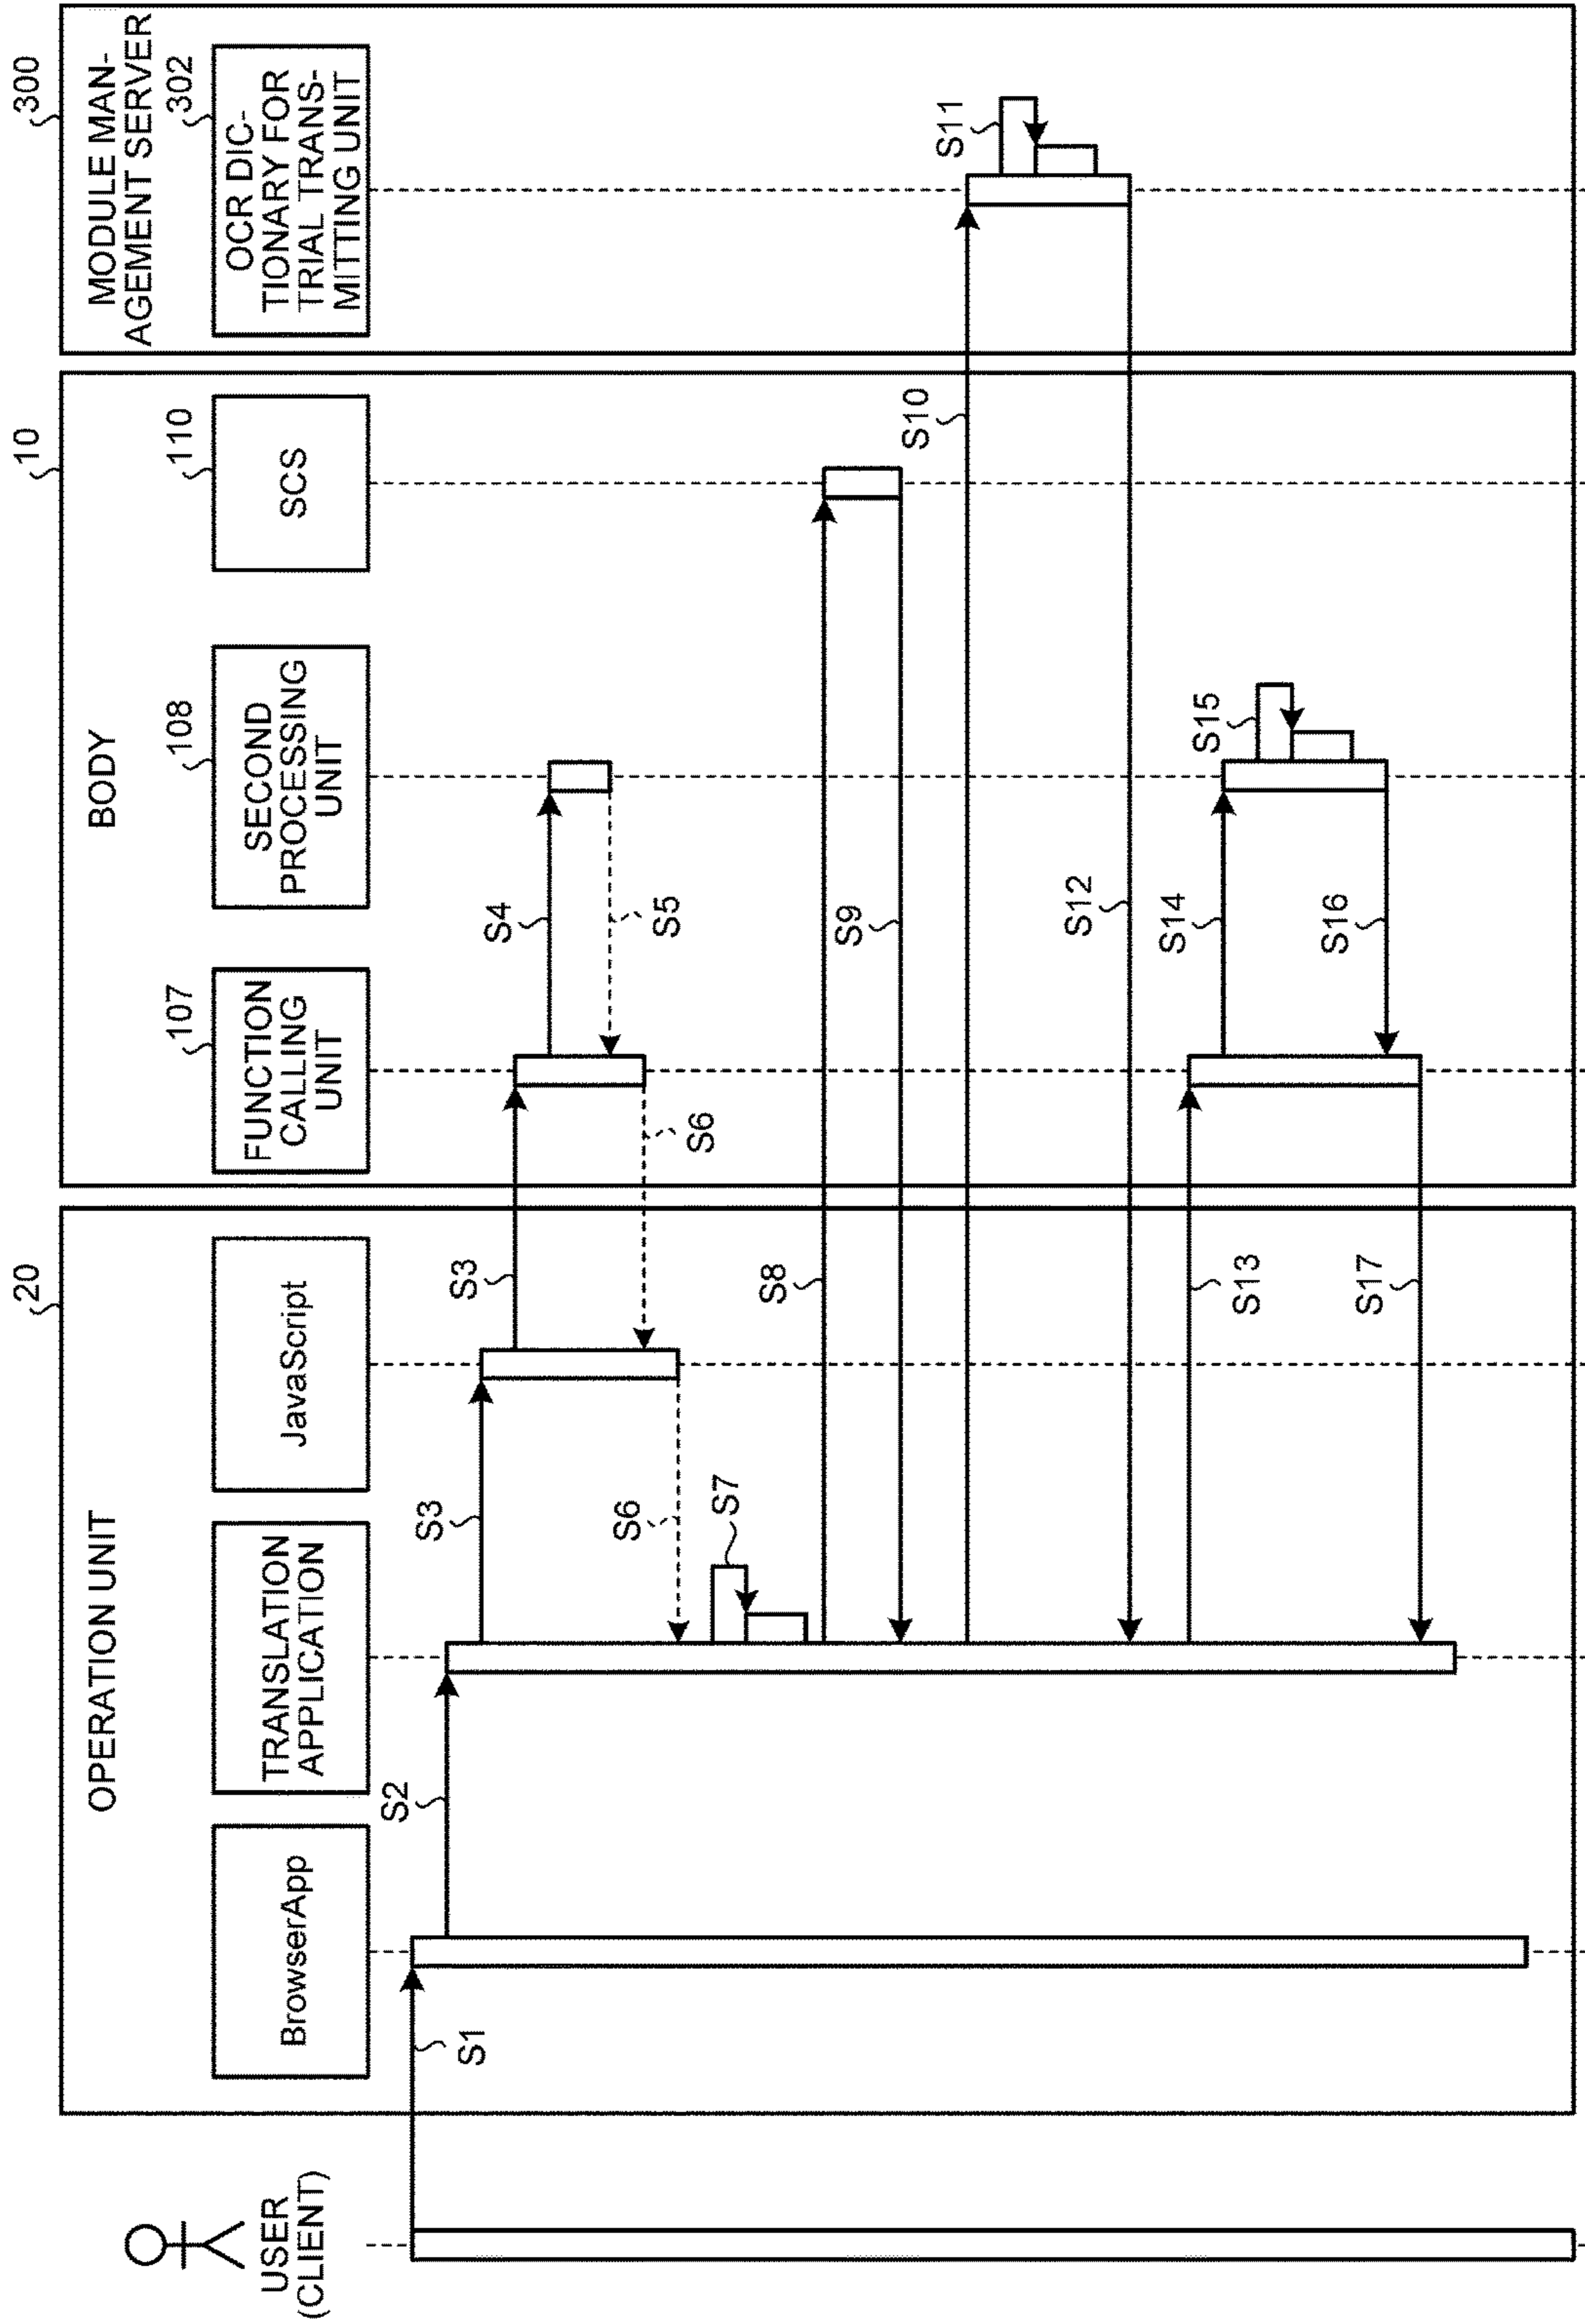 USER
(CLIENT)
20
OPERATION UNIT
BrowserApp
TRANSLATION
APPLICATION
JavaScript
10
BODY
107
FUNCTION
CALLING
UNIT
108
SECOND
PROCESSING
UNIT
110
SCS
300
MODULE MAN-
AGEMENT SERVER
302
OCR DIC-
TIONARY FOR
TRIAL TRANS-
MITTING UNIT
S1
S2
S3
S3
S4
S5
S6
S6
S7
S8
S9
S10
S11
S12
S13
S14
S15
S16
S17